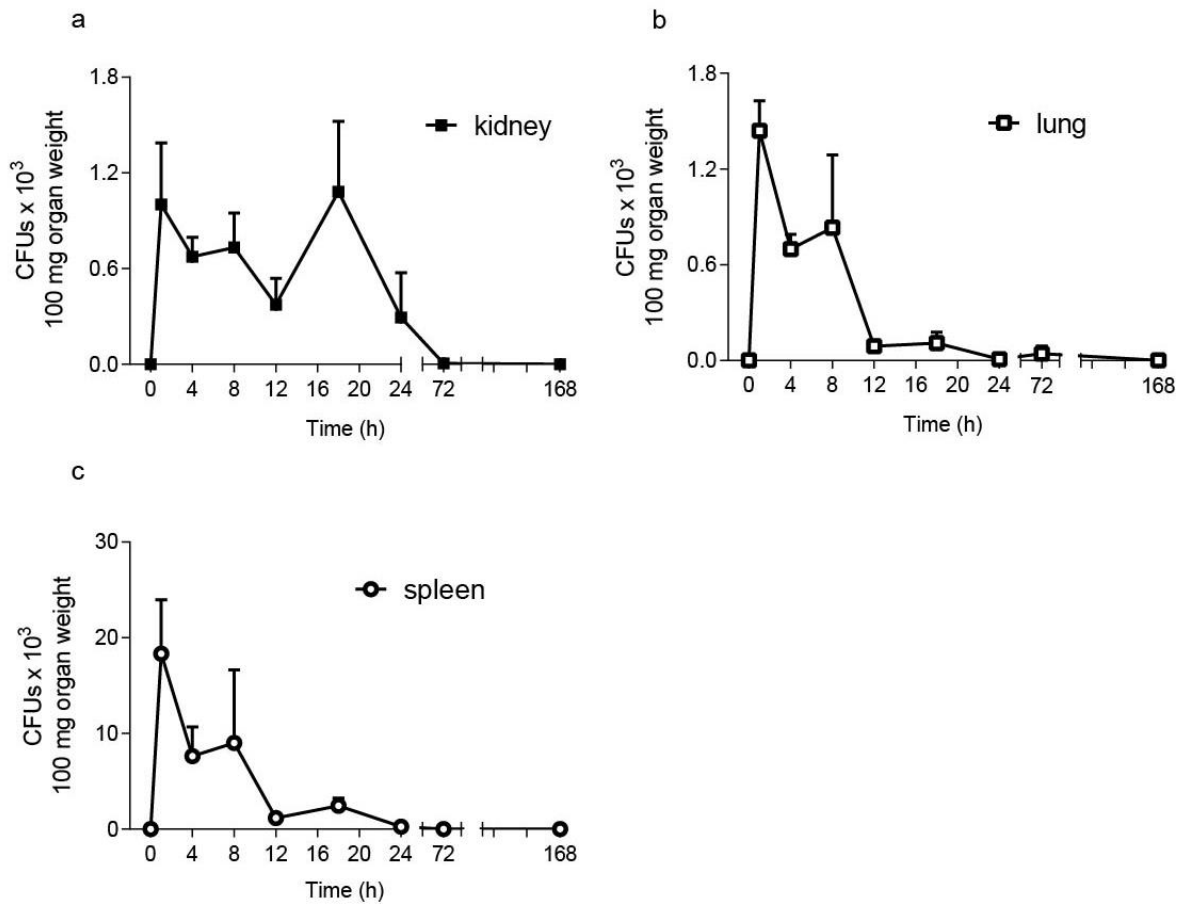 a
1.8
1.2
0.6
0.0
CFUs x 10³
100 mg organ weight
kidney
0 4 8 12 16 20 24 72 168
Time (h)
b
1.8
1.2
0.6
0.0
CFUs x 10³
100 mg organ weight
lung
0 4 8 12 16 20 24 72 168
Time (h)
c
30
20
10
0
CFUs x 10³
100 mg organ weight
spleen
0 4 8 12 16 20 24 72 168
Time (h)